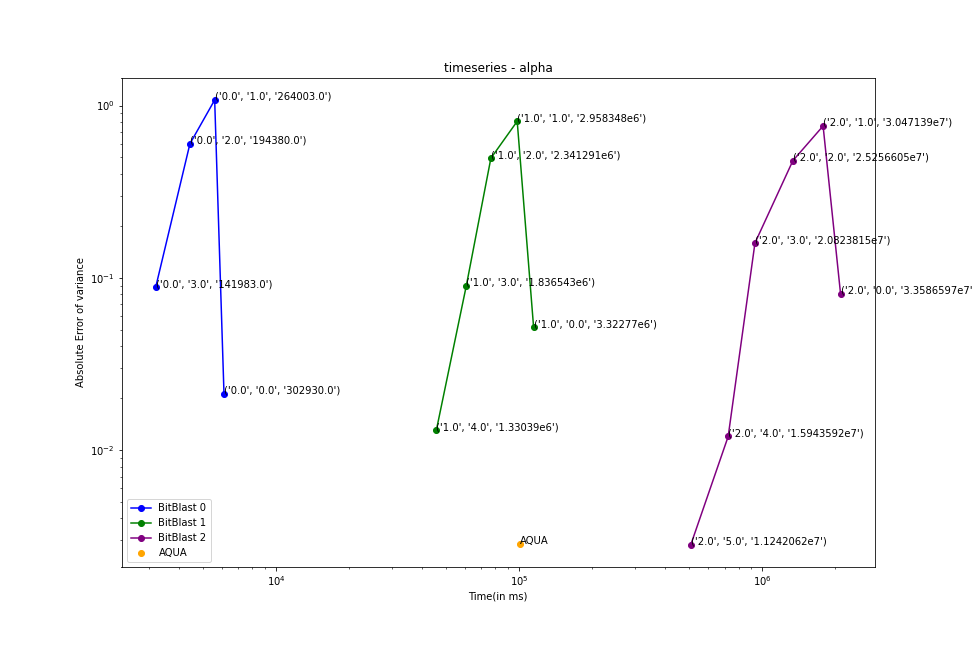 timeseries - alpha
('0.0', '1.0', '264003.0')
('0.0', '2.0', '194380.0')
('0.0', '3.0', '141983.0')
('0.0', '0.0', '302930.0')
('1.0', '1.0', '2.958348e6')
('1.0', '2.0', '2.341291e6')
('1.0', '3.0', '1.836543e6')
('1.0', '0.0', '3.32277e6')
('1.0', '4.0', '1.33039e6')
('2.0', '1.0', '3.047139e7')
('2.0', '2.0', '2.5256605e7')
('2.0', '3.0', '2.0823815e7')
('2.0', '0.0', '3.3586597e7'
('2.0', '4.0', '1.5943592e7')
('2.0', '5.0', '1.1242062e7')
AQUA
10⁰
10⁻¹
10⁻²
Absolute Error of variance
BitBlast 0
BitBlast 1
BitBlast 2
AQUA
10⁴
10⁵
10⁶
Time(in ms)